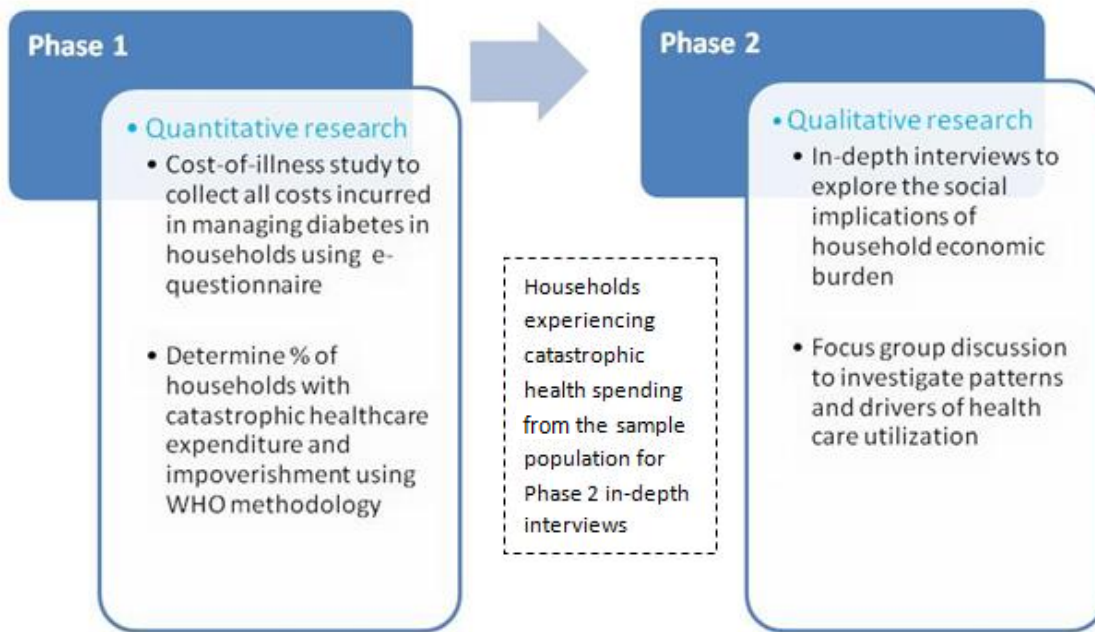 Phase 1
• Quantitative research
• Cost-of-illness study to
collect all costs incurred
in managing diabetes in
households using e-
questionnaire
• Determine % of
households with
catastrophic healthcare
expenditure and
impoverishment using
WHO methodology
Households
experiencing
catastrophic
health spending
from the sample
population for
Phase 2 in-depth
interviews
Phase 2
• Qualitative research
• In-depth interviews to
explore the social
implications of
household economic
burden
• Focus group discussion
to investigate patterns
and drivers of health
care utilization